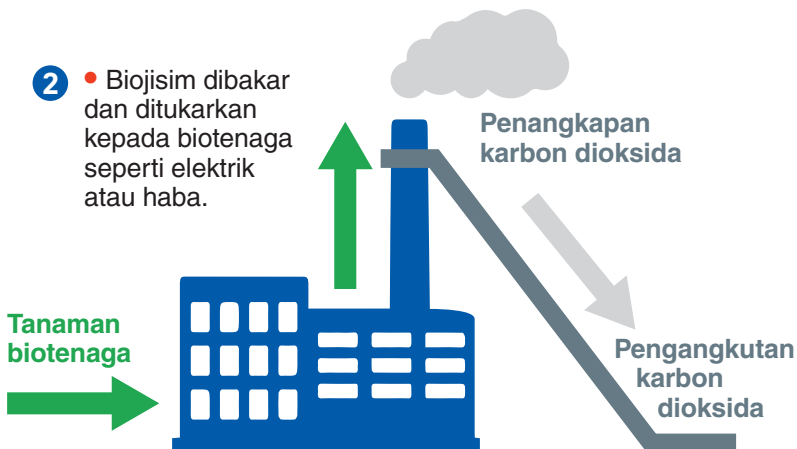 2 • Biojisim dibakar
dan ditukarkan
kepada biotenaga
seperti elektrik
atau haba.
Penangkapan
karbon dioksida
Tanaman
biotenaga
Pengangkutan
karbon
dioksida